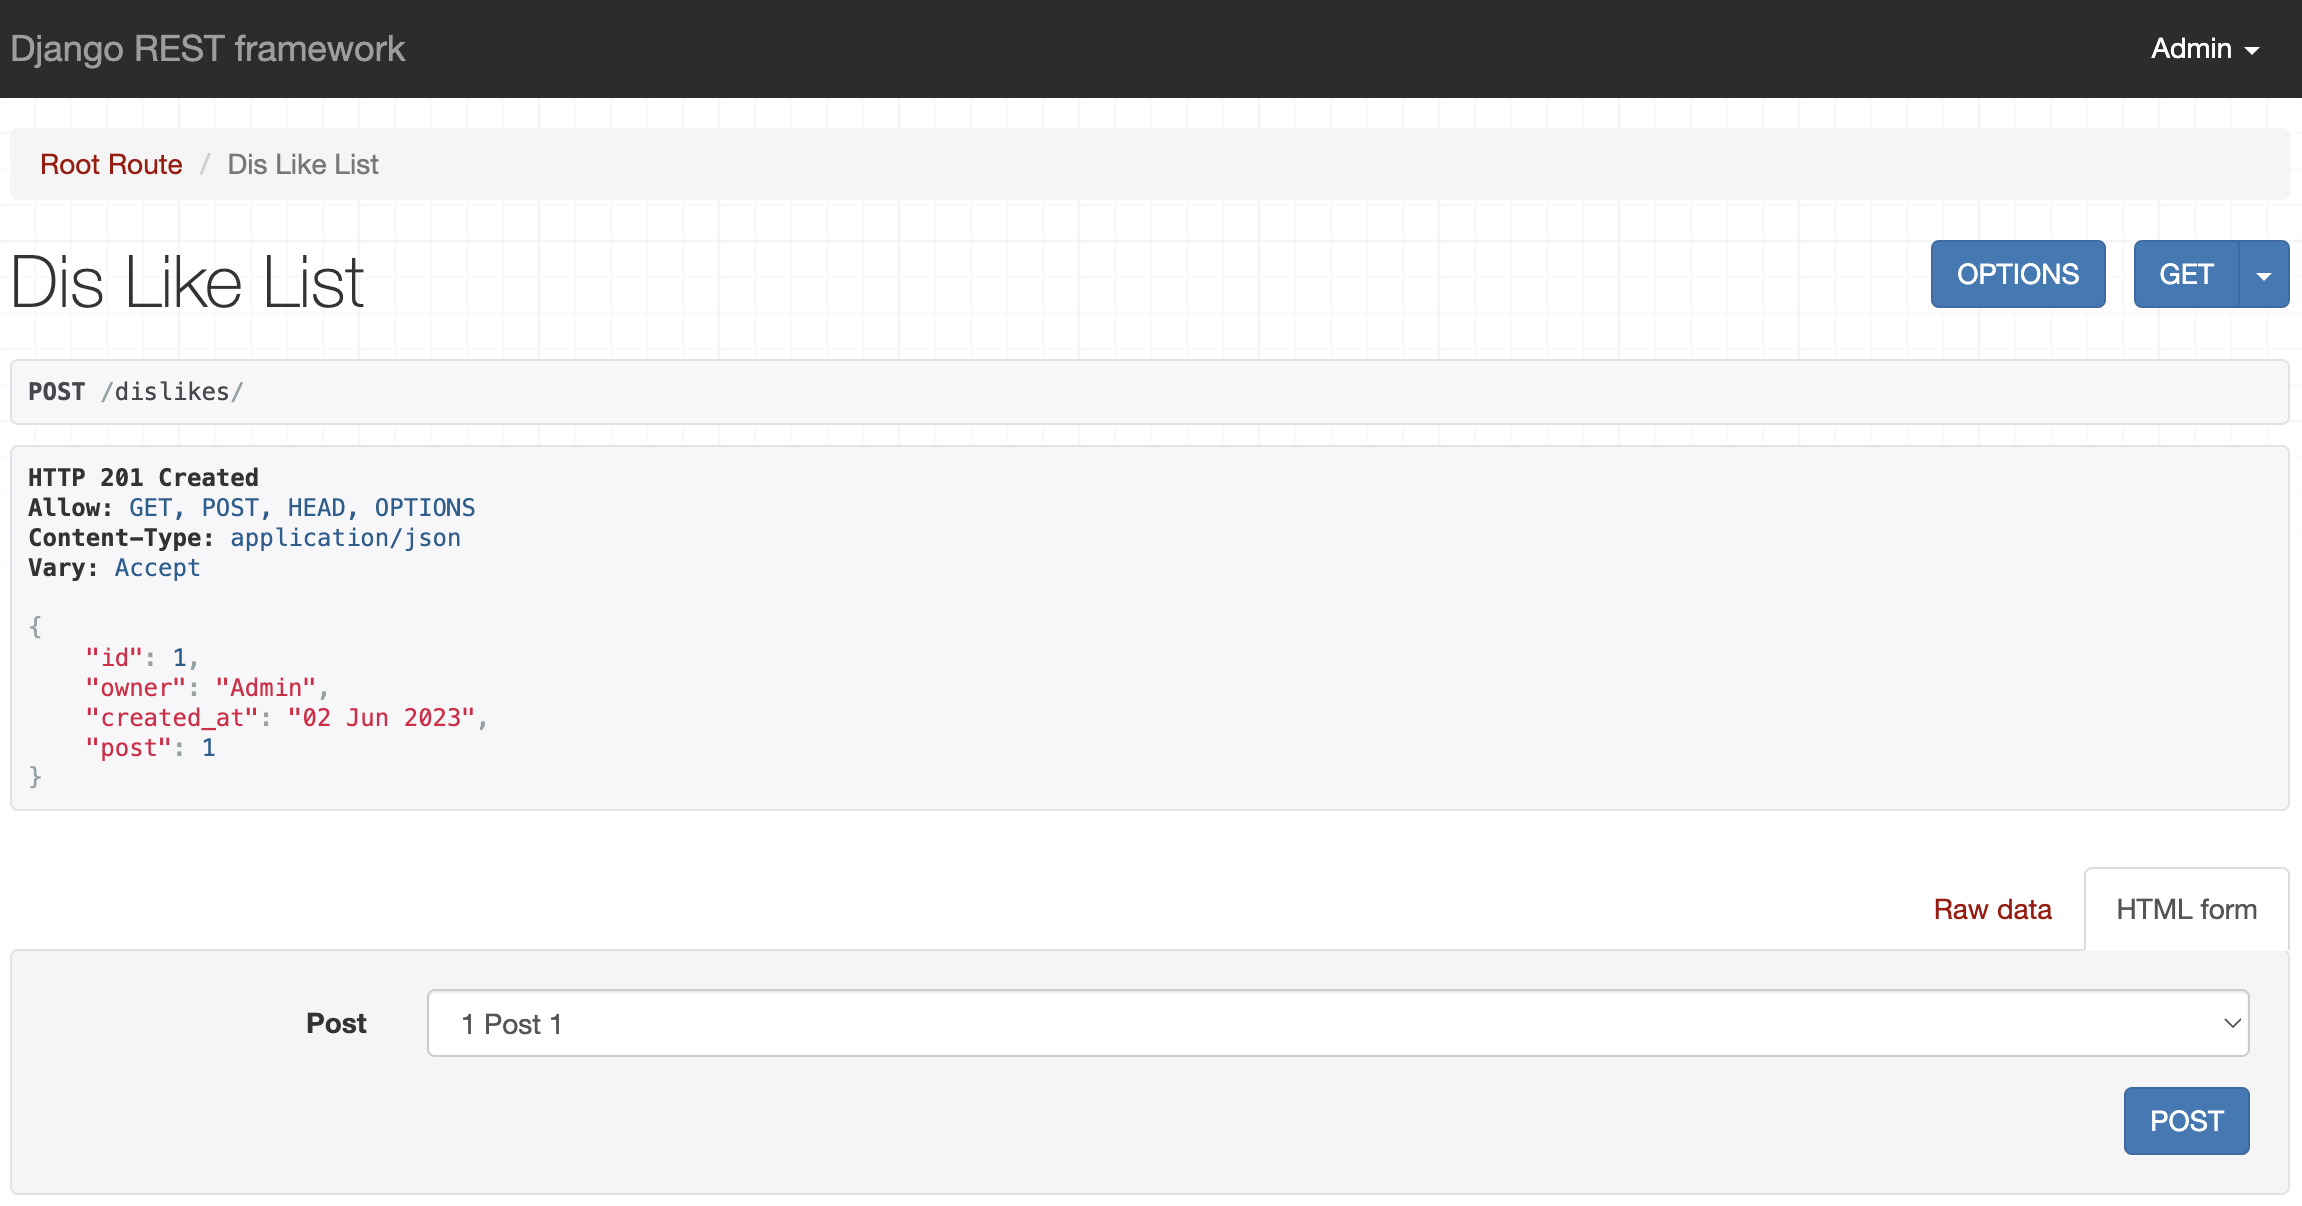 Django REST framework
Admin
Root Route / Dis Like List
Dis Like List
OPTIONS
GET
POST /dislikes/
HTTP 201 Created
Allow: GET, POST, HEAD, OPTIONS
Content-Type: application/json
Vary: Accept
{
    "id": 1,
    "owner": "Admin",
    "created_at": "02 Jun 2023",
    "post": 1
}
Raw data
HTML form
Post
1 Post 1
POST